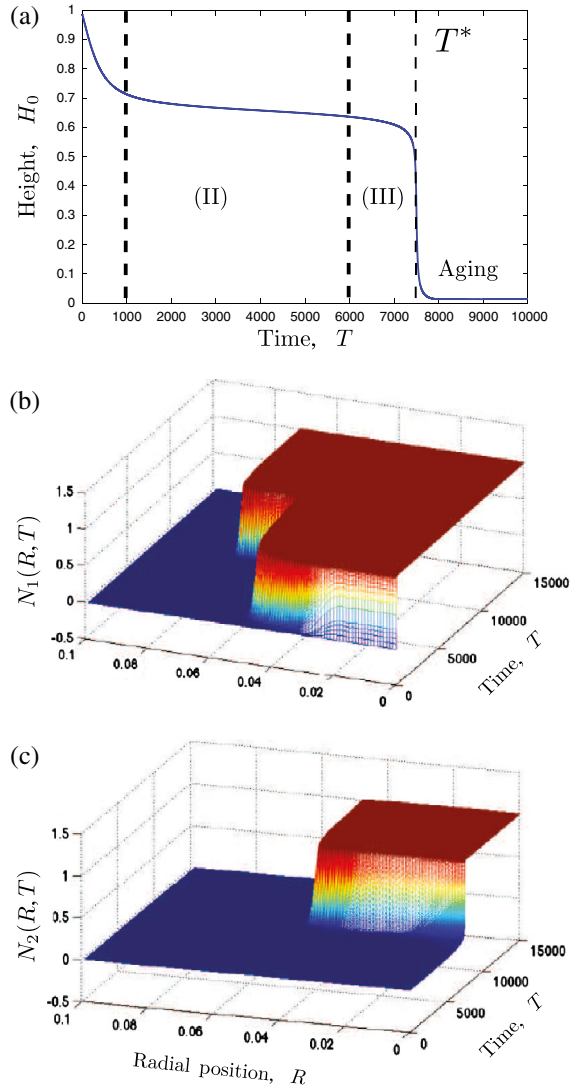 (a)
T*
Height, H₀
1
0.9
0.8
0.7
0.6
0.5
0.4
0.3
0.2
0.1
0
(II)
(III)
Aging
0 1000 2000 3000 4000 5000 6000 7000 8000 9000 10000
Time, T
(b)
N₁(R,T)
1.5
1
0.5
0
-0.5
0.1 0.08 0.06 0.04 0.02 0
0 5000 10000 15000
Time, T
(c)
N₂(R,T)
1.5
1
0.5
0
-0.5
0.1 0.08 0.06 0.04 0.02 0
0 5000 10000 15000
Time, T
Radial position, R